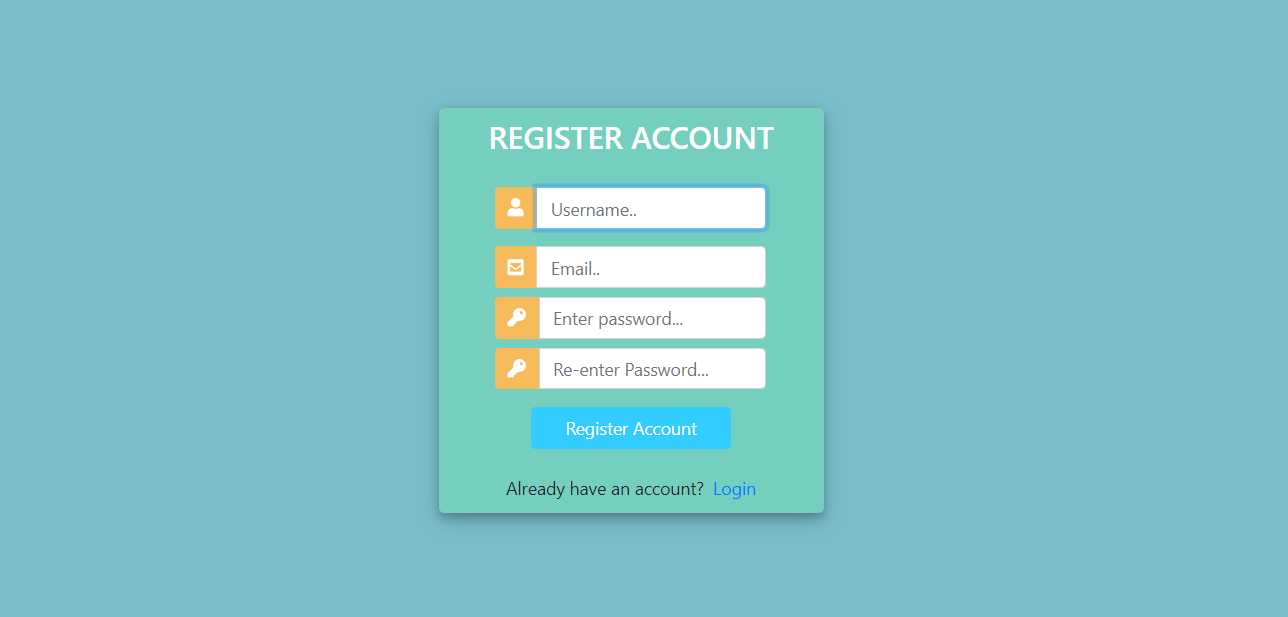 REGISTER ACCOUNT
Username..
Email..
Enter password...
Re-enter Password...
Register Account
Already have an account? Login